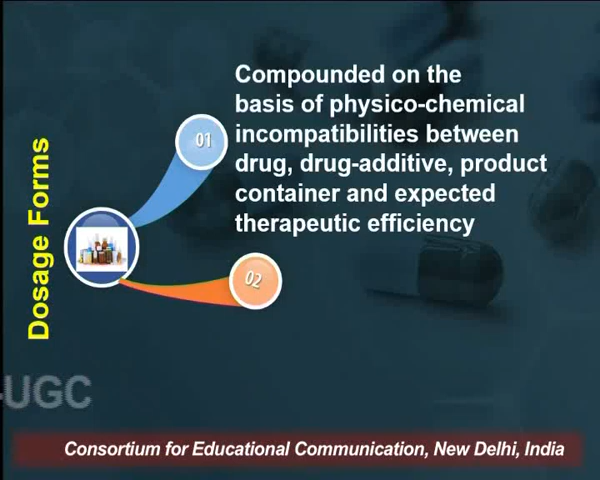 Compounded on the
basis of physico-chemical
incompatibilities between
drug, drug-additive, product
container and expected
therapeutic efficiency
01
02
Dosage Forms
-UGC
Consortium for Educational Communication, New Delhi, India